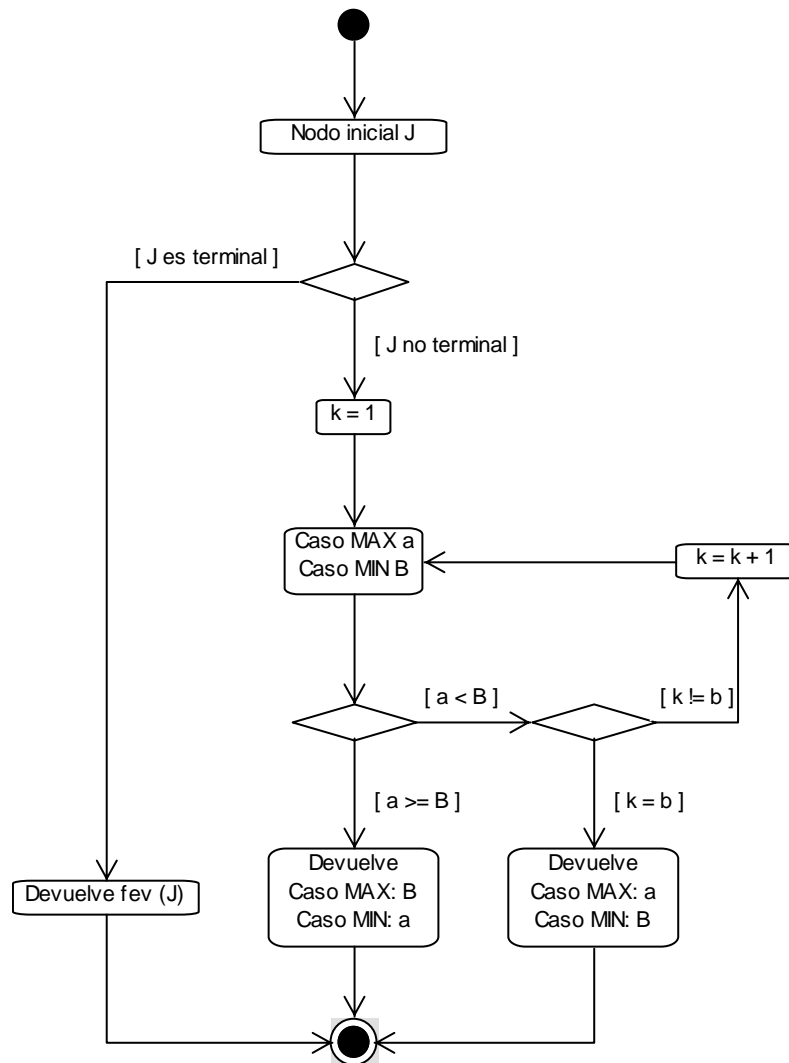 Nodo inicial J
[ J es terminal ]
[ J no terminal ]
k = 1
Caso MAX a
Caso MIN B
k = k + 1
[ a < B ]
[ k != b ]
[ a >= B ]
[ k = b ]
Devuelve
Caso MAX: B
Caso MIN: a
Devuelve
Caso MAX: a
Caso MIN: B
Devuelve fev (J)